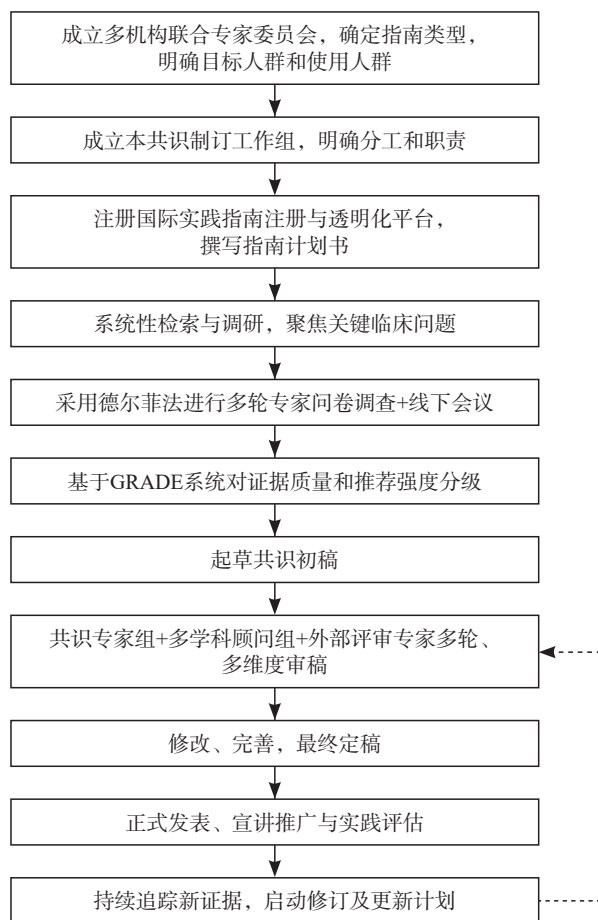 成立多机构联合专家委员会，确定指南类型，
明确目标人群和使用人群
成立本共识制订工作组，明确分工和职责
注册国际实践指南注册与透明化平台，
撰写指南计划书
系统性检索与调研，聚焦关键临床问题
采用德尔菲法进行多轮专家问卷调查+线下会议
基于GRADE系统对证据质量和推荐强度分级
起草共识初稿
共识专家组+多学科顾问组+外部评审专家多轮、
多维度审稿
修改、完善，最终定稿
正式发表、宣讲推广与实践评估
持续追踪新证据，启动修订及更新计划